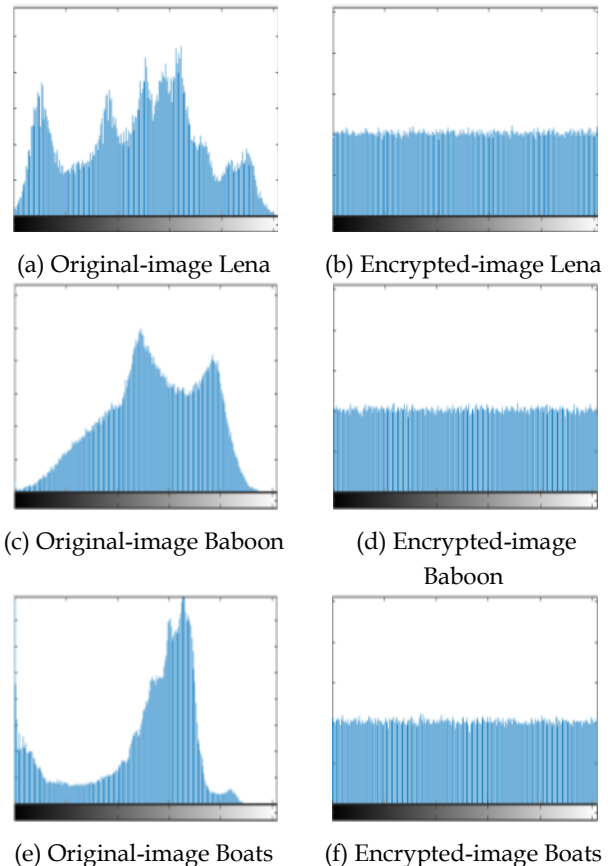 (a) Original-image Lena
(b) Encrypted-image Lena
(c) Original-image Baboon
(d) Encrypted-image
Baboon
(e) Original-image Boats
(f) Encrypted-image Boats